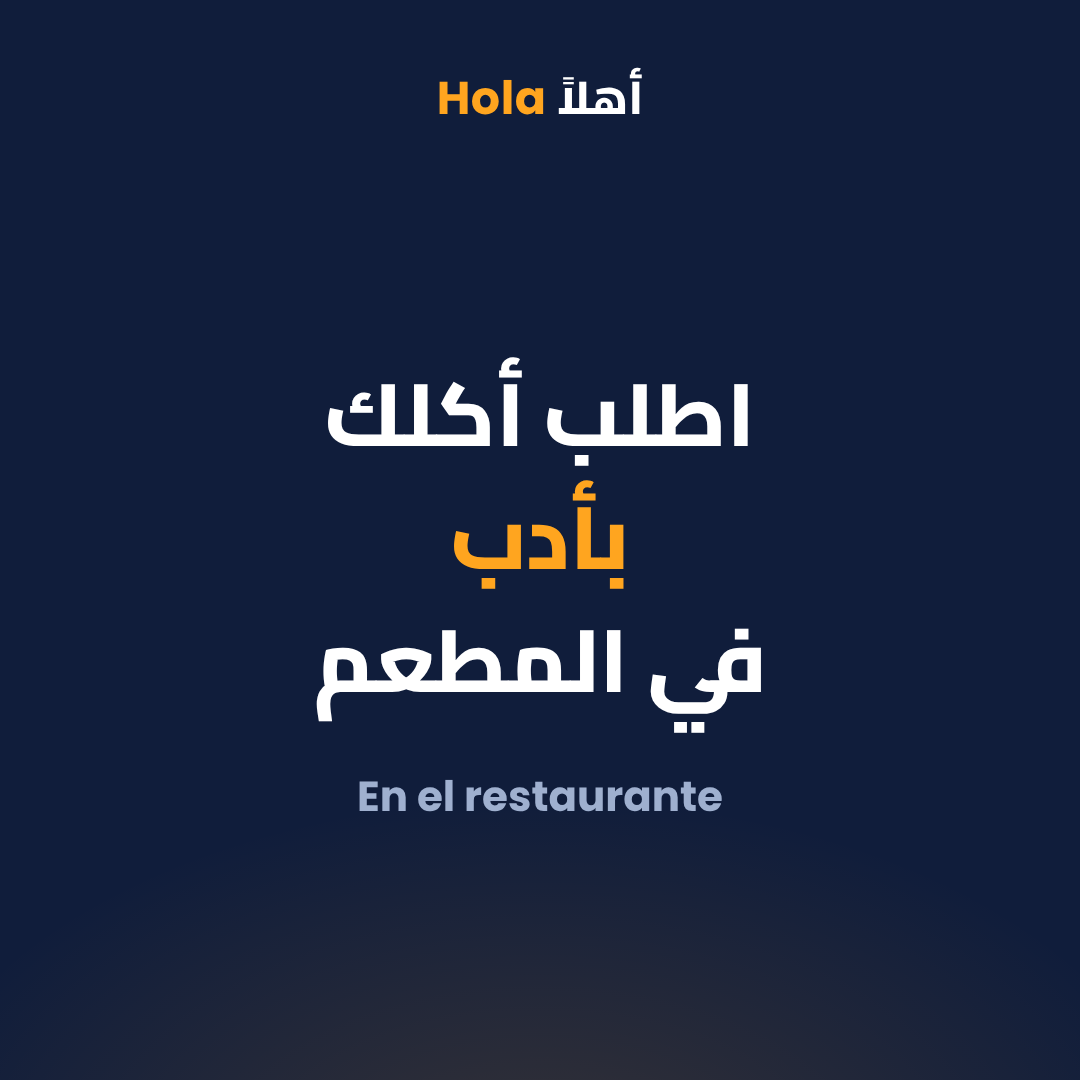 أهلاً Hola
اطلب أكلك
بأدب
في المطعم
En el restaurante